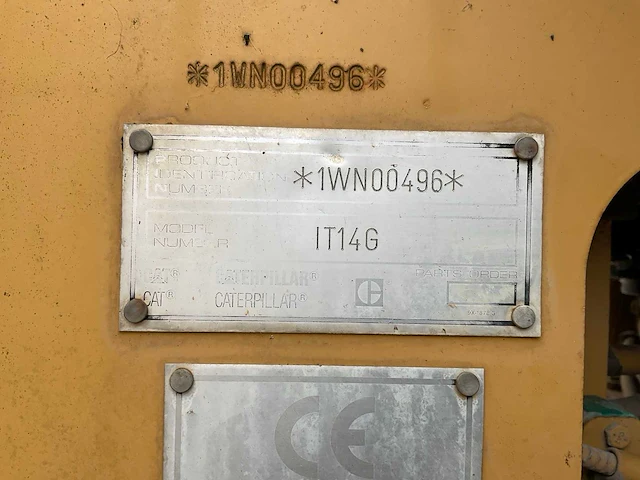 *1WN00496*
PRODUCT
IDENTIFICATION
NUMBER
*1WN00496*
MODEL
NUMBER
IT14G
CAT® CATERPILLAR®
PARTS ORDER
CAT® CATERPILLAR®
C
CE